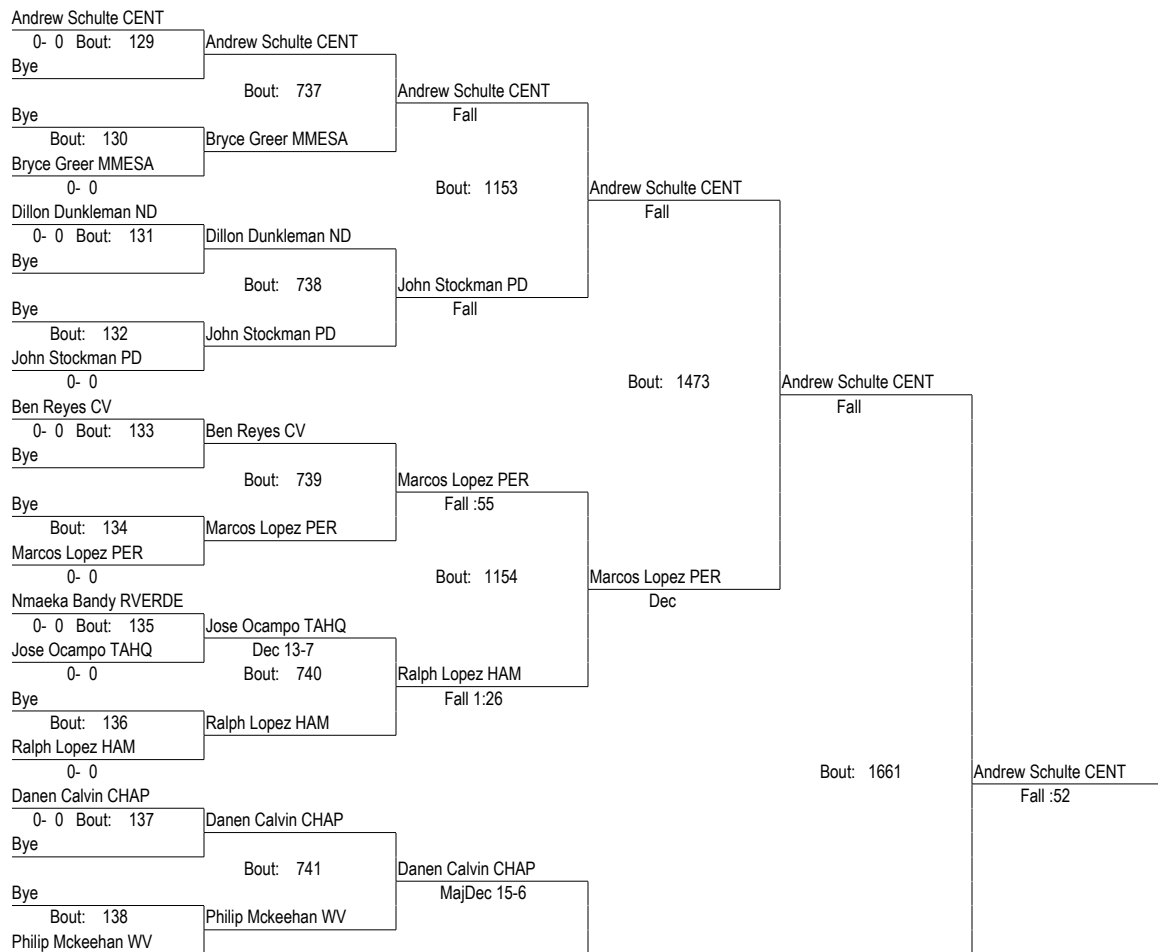 Andrew Schulte CENT
0- 0 Bout: 129 Andrew Schulte CENT
Bye
Bout: 737 Andrew Schulte CENT
Bye Fall
Bout: 130 Bryce Greer MMESA
Bryce Greer MMESA
0- 0 Bout: 1153 Andrew Schulte CENT
Dillon Dunkleman ND Fall
0- 0 Bout: 131 Dillon Dunkleman ND
Bye
Bout: 738 John Stockman PD
Bye Fall
Bout: 132 John Stockman PD
John Stockman PD
0- 0 Bout: 1473 Andrew Schulte CENT
Ben Reyes CV Fall
0- 0 Bout: 133 Ben Reyes CV
Bye
Bout: 739 Marcos Lopez PER
Bye Fall :55
Bout: 134 Marcos Lopez PER
Marcos Lopez PER
0- 0 Bout: 1154 Marcos Lopez PER
Nmaeka Bandy RVERDE Dec
0- 0 Bout: 135 Jose Ocampo TAHQ
Jose Ocampo TAHQ Dec 13-7
0- 0 Bout: 740 Ralph Lopez HAM
Bye Fall 1:26
Bout: 136 Ralph Lopez HAM
Ralph Lopez HAM
0- 0 Bout: 1661 Andrew Schulte CENT
Danen Calvin CHAP Fall :52
0- 0 Bout: 137 Danen Calvin CHAP
Bye
Bout: 741 Danen Calvin CHAP
Bye MajDec 15-6
Bout: 138 Philip Mckeehan WV
Philip Mckeehan WV